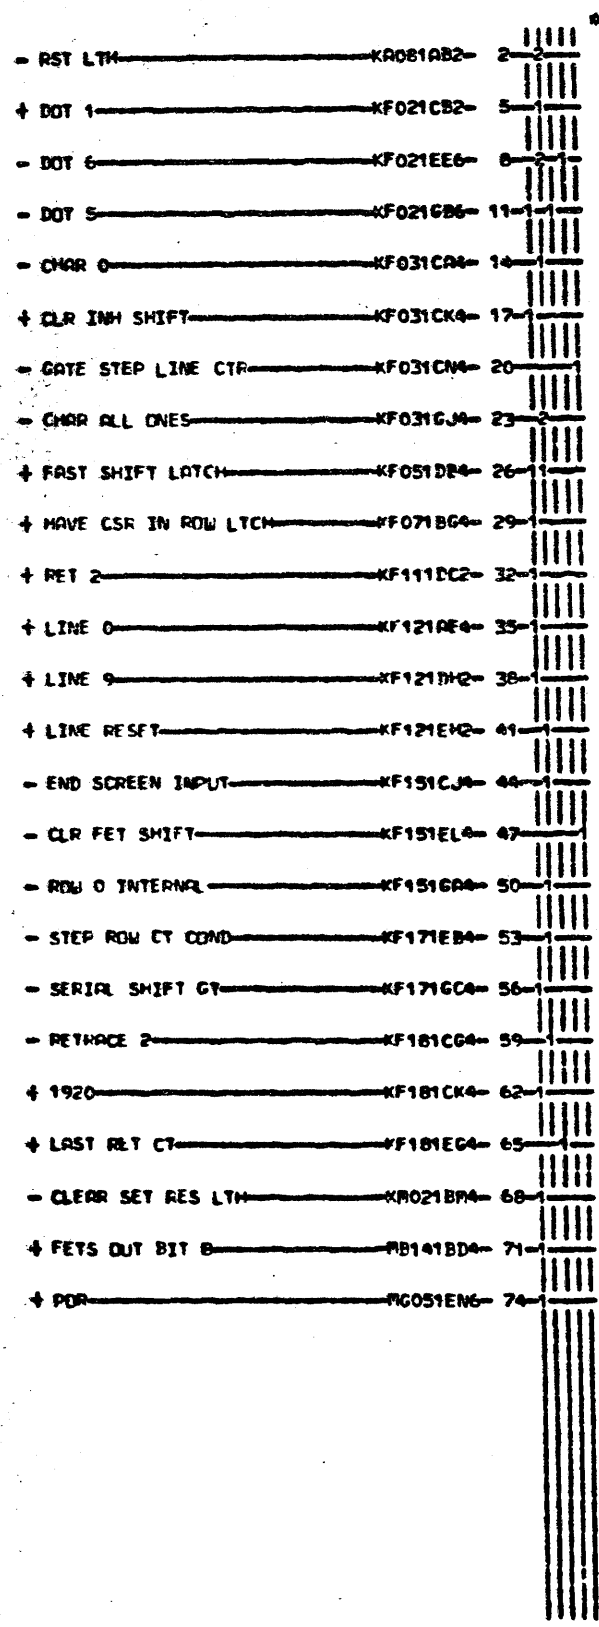 - RST LTH KA081AB2- 2 2
+ DOT 1 KF021CB2- 5 1
- DOT 6 KF021EE6- 8 2 1
- DOT 5 KF021GB6- 11 1 1
- CHAR 0 KF031CA4- 14 1
+ CLR INH SHIFT KF031CK4- 17 1
- GATE STEP LINE CTR KF031CN4- 20 1
- CHAR ALL ONES KF031GJ4- 23 2
+ FAST SHIFT LATCH KF051DB4- 26 1 1
+ HAVE CSR IN ROW LTCH KF071BG4- 29 1
+ RET 2 KF111DC2- 32 1
+ LINE 0 KF121AE4- 35 1
+ LINE 9 KF121DH2- 38 1
+ LINE RESET KF121EH2- 41 1
- END SCREEN INPUT KF151CJ4- 44 1
- CLR FET SHIFT KF151EL4- 47 1
- ROW 0 INTERNAL KF151GA4- 50 1
- STEP ROW CT COND KF171EB4- 53 1
- SERIAL SHIFT GT KF171GC4- 56 1
- RETRACE 2 KF181CG4- 59 1
+ 1920 KF181CK4- 62 1
+ LAST RET CT KF181EG4- 65 1
- CLEAR SET RES LTH KM021BM4- 68 1
+ FETS OUT BIT 8 MB141BD4- 71 1
+ POR MG051EN6- 74 1